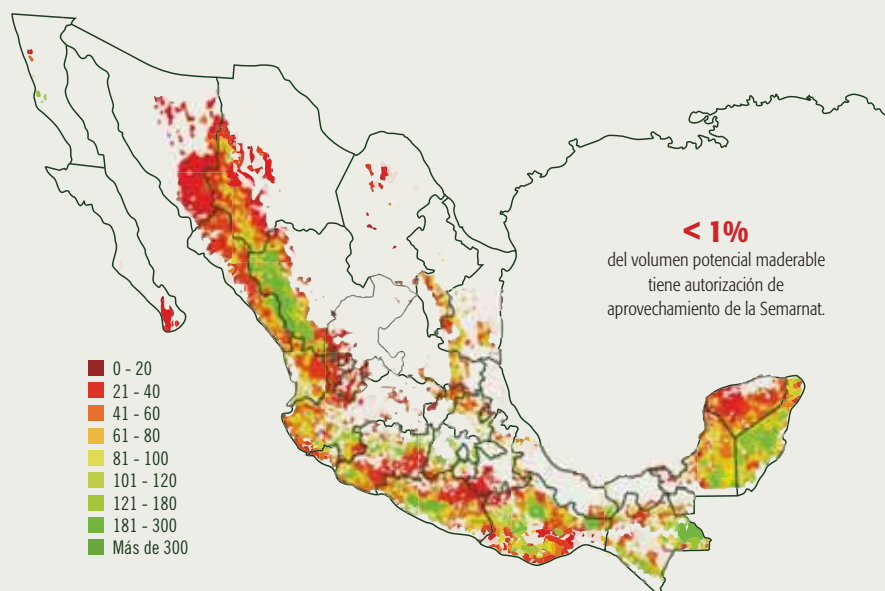 < 1%
del volumen potencial maderable
tiene autorización de
aprovechamiento de la Semarnat.
0 - 20
21 - 40
41 - 60
61 - 80
81 - 100
101 - 120
121 - 180
181 - 300
Más de 300